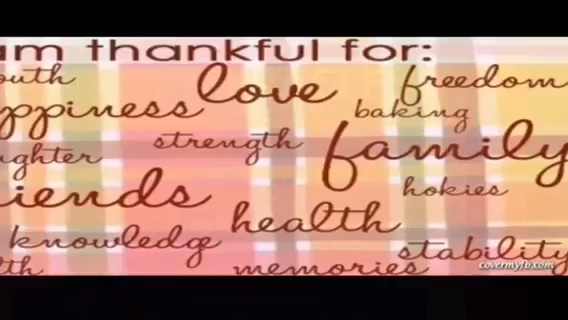 am thankful for:
outh love freedom
ppiness baking
ughter strength family
iends hokies
health
knowledge stability
lth memories
covermyfb.com